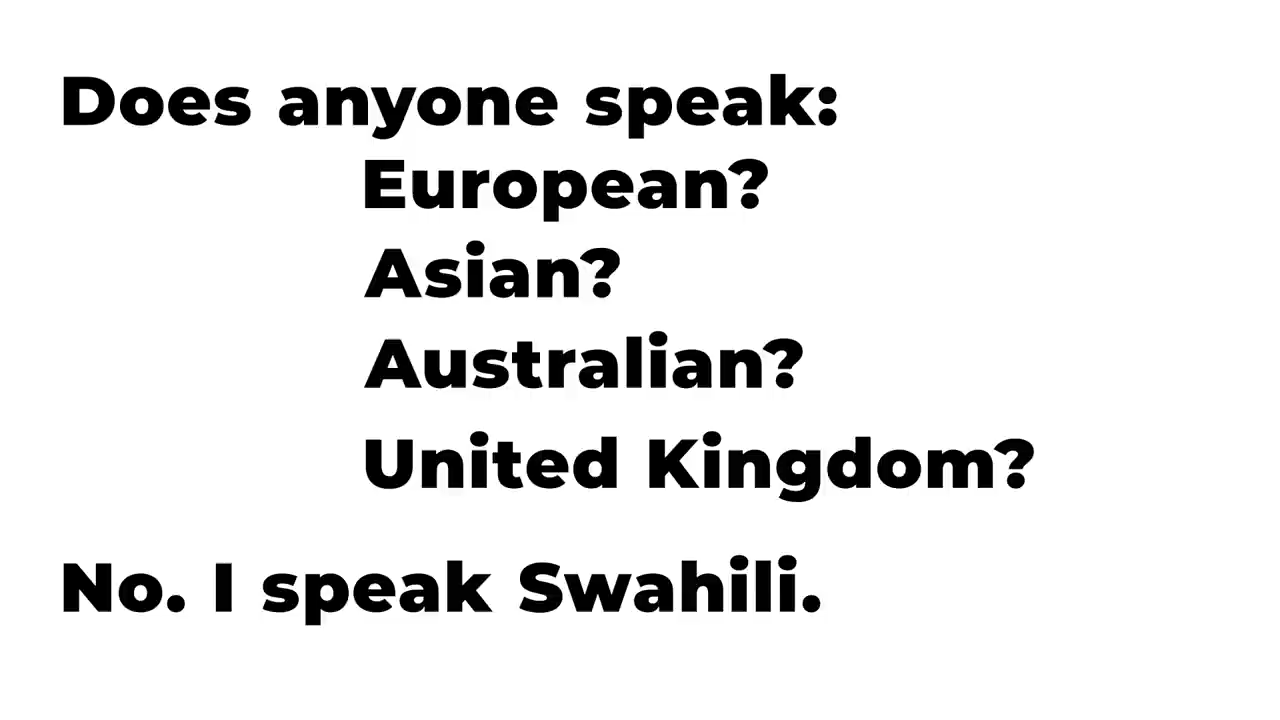 Does anyone speak:
European?
Asian?
Australian?
United Kingdom?
No. I speak Swahili.